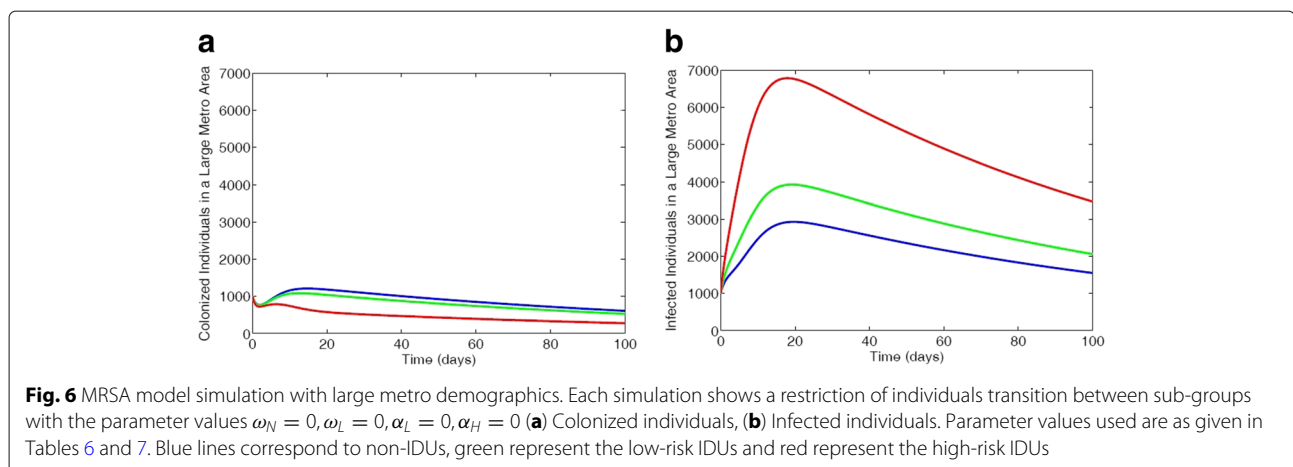 a
b
7000
6000
5000
4000
3000
2000
1000
0
Colonized Individuals in a Large Metro Area
0 20 40 60 80 100
Time (days)
7000
6000
5000
4000
3000
2000
1000
0
Infected Individuals in a Large Metro Area
0 20 40 60 80 100
Time (days)
Fig. 6 MRSA model simulation with large metro demographics. Each simulation shows a restriction of individuals transition between sub-groups
with the parameter values ωN = 0, ωL = 0, αL = 0, αH = 0 (a) Colonized individuals, (b) Infected individuals. Parameter values used are as given in
Tables 6 and 7. Blue lines correspond to non-IDUs, green represent the low-risk IDUs and red represent the high-risk IDUs